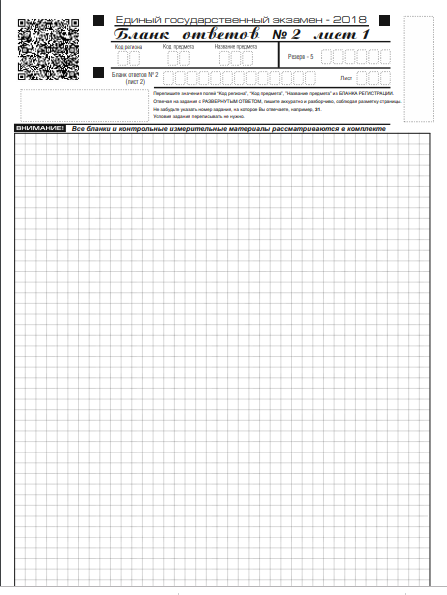 Единый государственный экзамен - 2018
Бланк ответов № 2 лист 1
Код региона Код предмета Название предмета
Резерв - 5
Бланк ответов № 2
(лист 2)
Лист
Перепишите значения полей "Код региона", "Код предмета", "Название предмета" из БЛАНКА РЕГИСТРАЦИИ.
Отвечая на задания с РАЗВЕРНУТЫМ ОТВЕТОМ, пишите аккуратно и разборчиво, соблюдая разметку страницы.
Не забудьте указать номер задания, на которое Вы отвечаете, например, 31
Условия задания переписывать не нужно.
ВНИМАНИЕ! Все бланки и контрольные измерительные материалы рассматриваются в комплекте